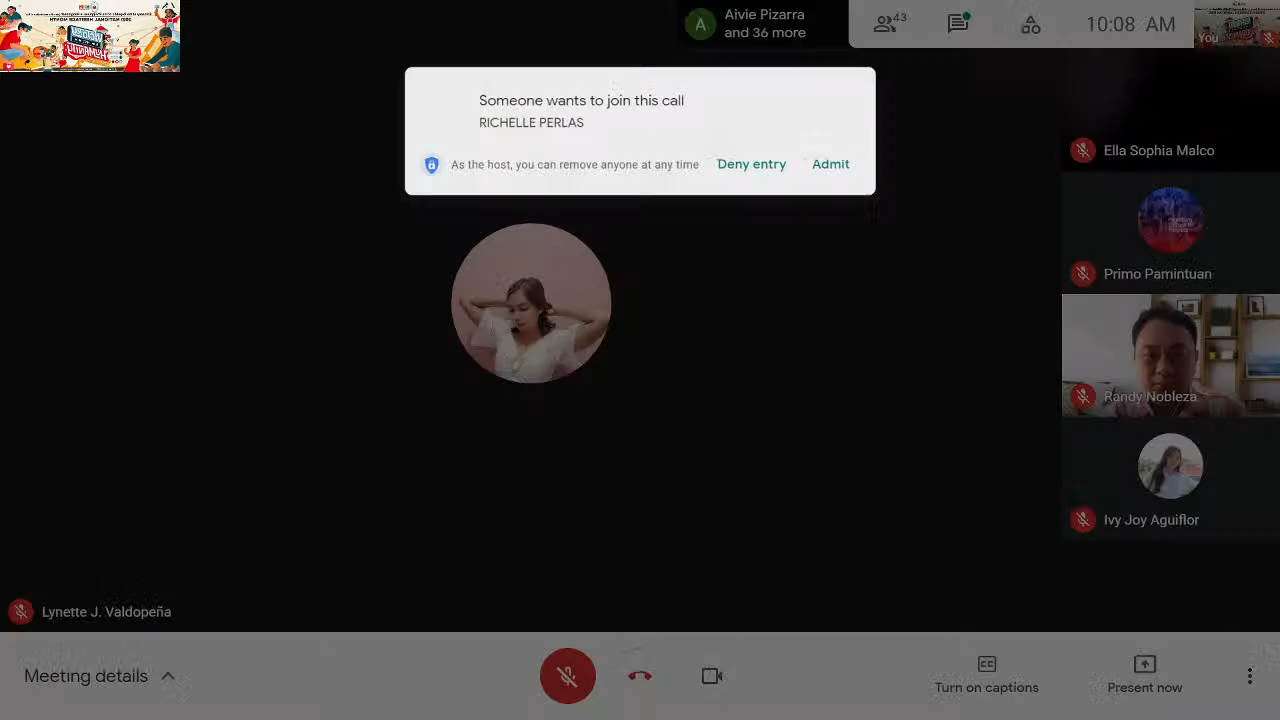 Aivie Pizarra
and 36 more
43
10:08 AM
You
Someone wants to join this call
RICHELLE PERLAS
As the host, you can remove anyone at any time
Deny entry
Admit
Ella Sophia Malco
Primo Pamintuan
Randy Nobleza
Ivy Joy Aguiflor
Lynette J. Valdopeña
Meeting details
Turn on captions
Present now
A
CC